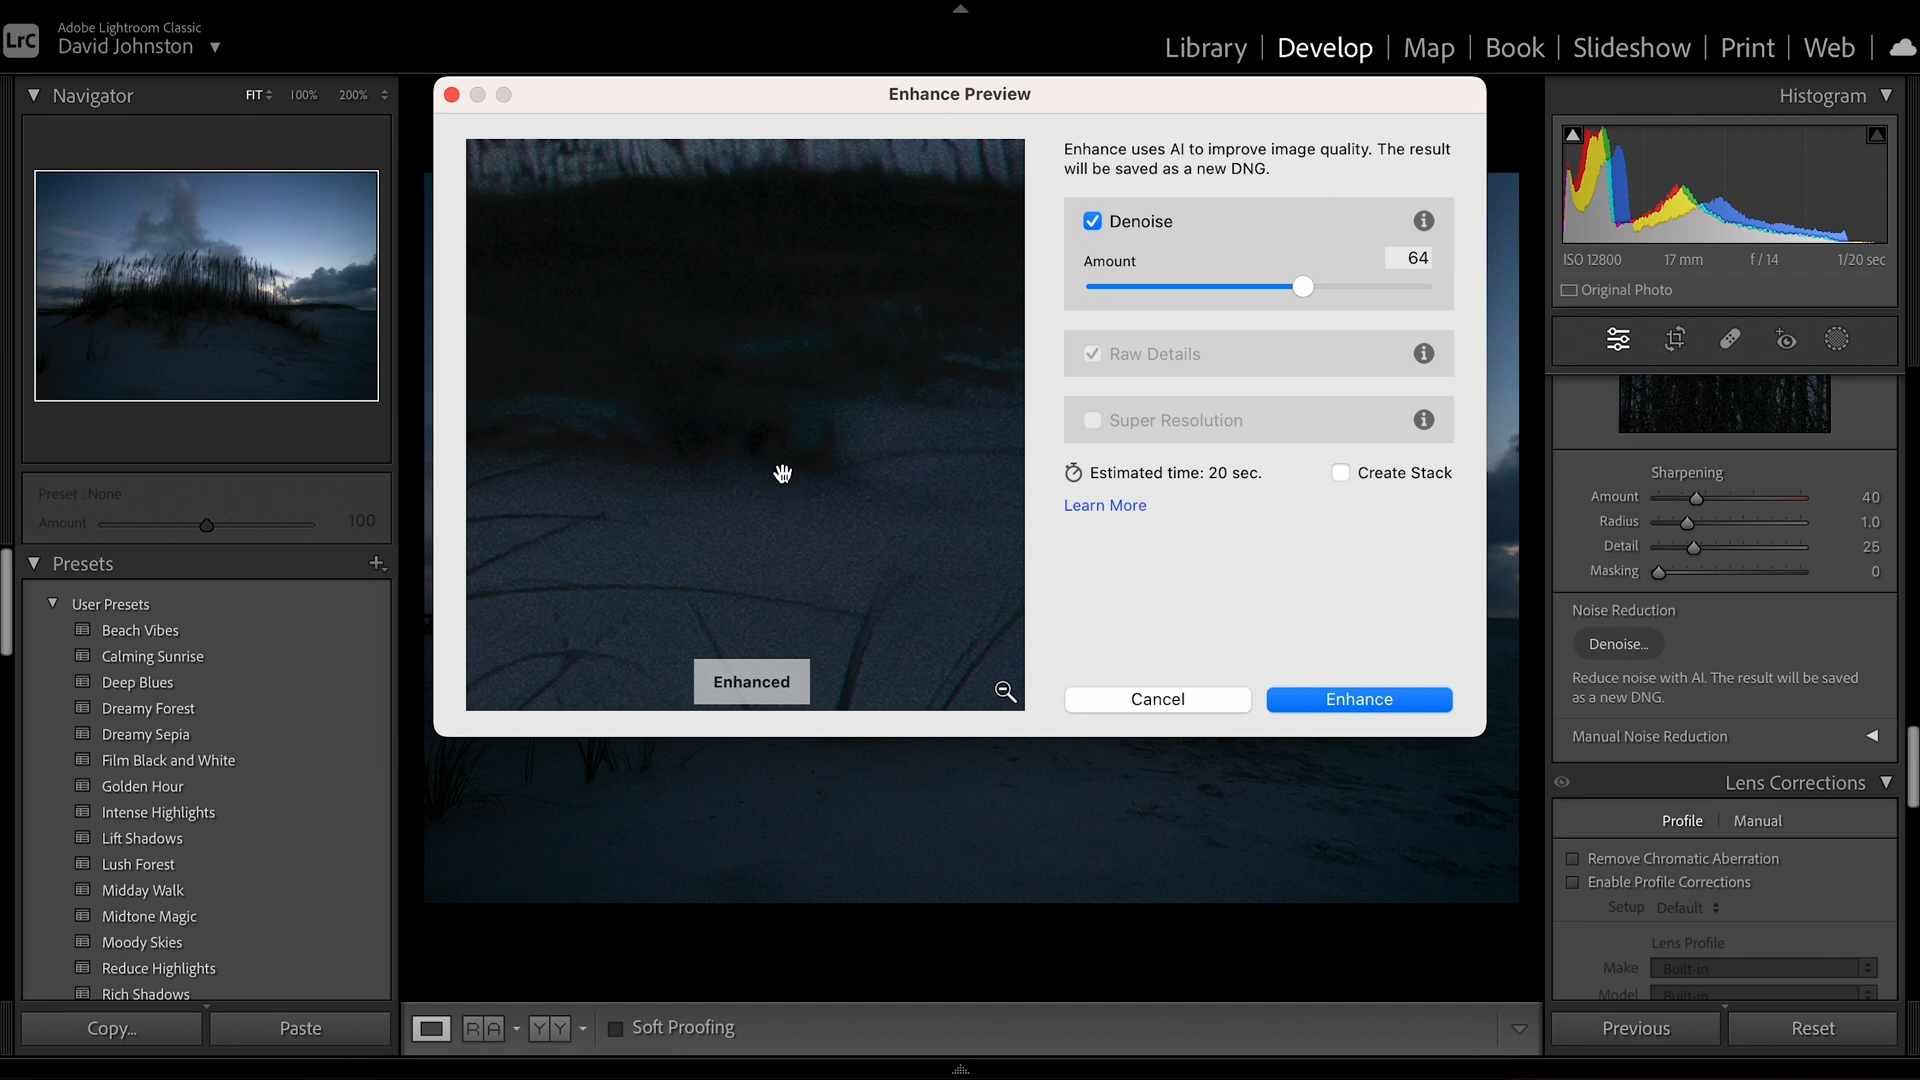 LrC
Adobe Lightroom Classic
David Johnston
Library | Develop | Map | Book | Slideshow | Print | Web |
Navigator FIT 100% 200%
Preset : None
Amount 100
Presets
User Presets
Beach Vibes
Calming Sunrise
Deep Blues
Dreamy Forest
Dreamy Sepia
Film Black and White
Golden Hour
Intense Highlights
Lift Shadows
Lush Forest
Midday Walk
Midtone Magic
Moody Skies
Reduce Highlights
Rich Shadows
Copy... Paste
Enhance Preview
Enhanced
Enhance uses AI to improve image quality. The result
will be saved as a new DNG.
Denoise
Amount 64
Raw Details
Super Resolution
Estimated time: 20 sec. Create Stack
Learn More
Cancel Enhance
R A Y Y Soft Proofing
Histogram
ISO 12800 17 mm f / 14 1/20 sec
Original Photo
Sharpening
Amount 40
Radius 1.0
Detail 25
Masking 0
Noise Reduction
Denoise...
Reduce noise with AI. The result will be saved
as a new DNG.
Manual Noise Reduction
Lens Corrections
Profile | Manual
Remove Chromatic Aberration
Enable Profile Corrections
Setup Default
Lens Profile
Make Built-in
Model Built-in
Previous Reset